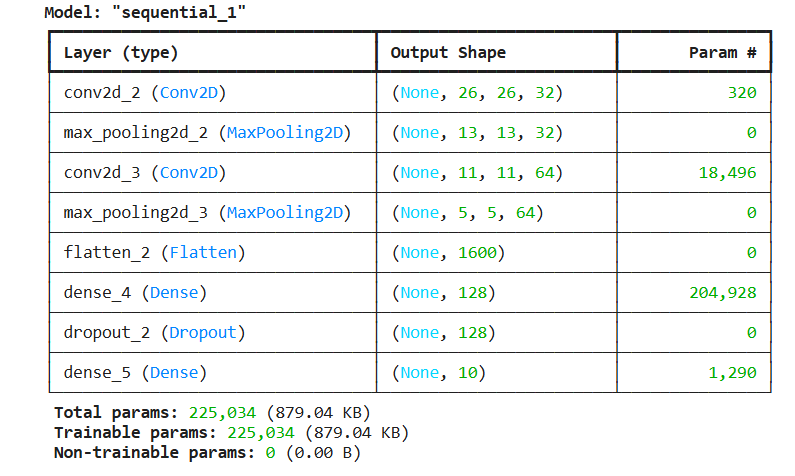 Model: "sequential_1"
Layer (type) Output Shape Param #
conv2d_2 (Conv2D) (None, 26, 26, 32) 320
max_pooling2d_2 (MaxPooling2D) (None, 13, 13, 32) 0
conv2d_3 (Conv2D) (None, 11, 11, 64) 18,496
max_pooling2d_3 (MaxPooling2D) (None, 5, 5, 64) 0
flatten_2 (Flatten) (None, 1600) 0
dense_4 (Dense) (None, 128) 204,928
dropout_2 (Dropout) (None, 128) 0
dense_5 (Dense) (None, 10) 1,290
Total params: 225,034 (879.04 KB)
Trainable params: 225,034 (879.04 KB)
Non-trainable params: 0 (0.00 B)